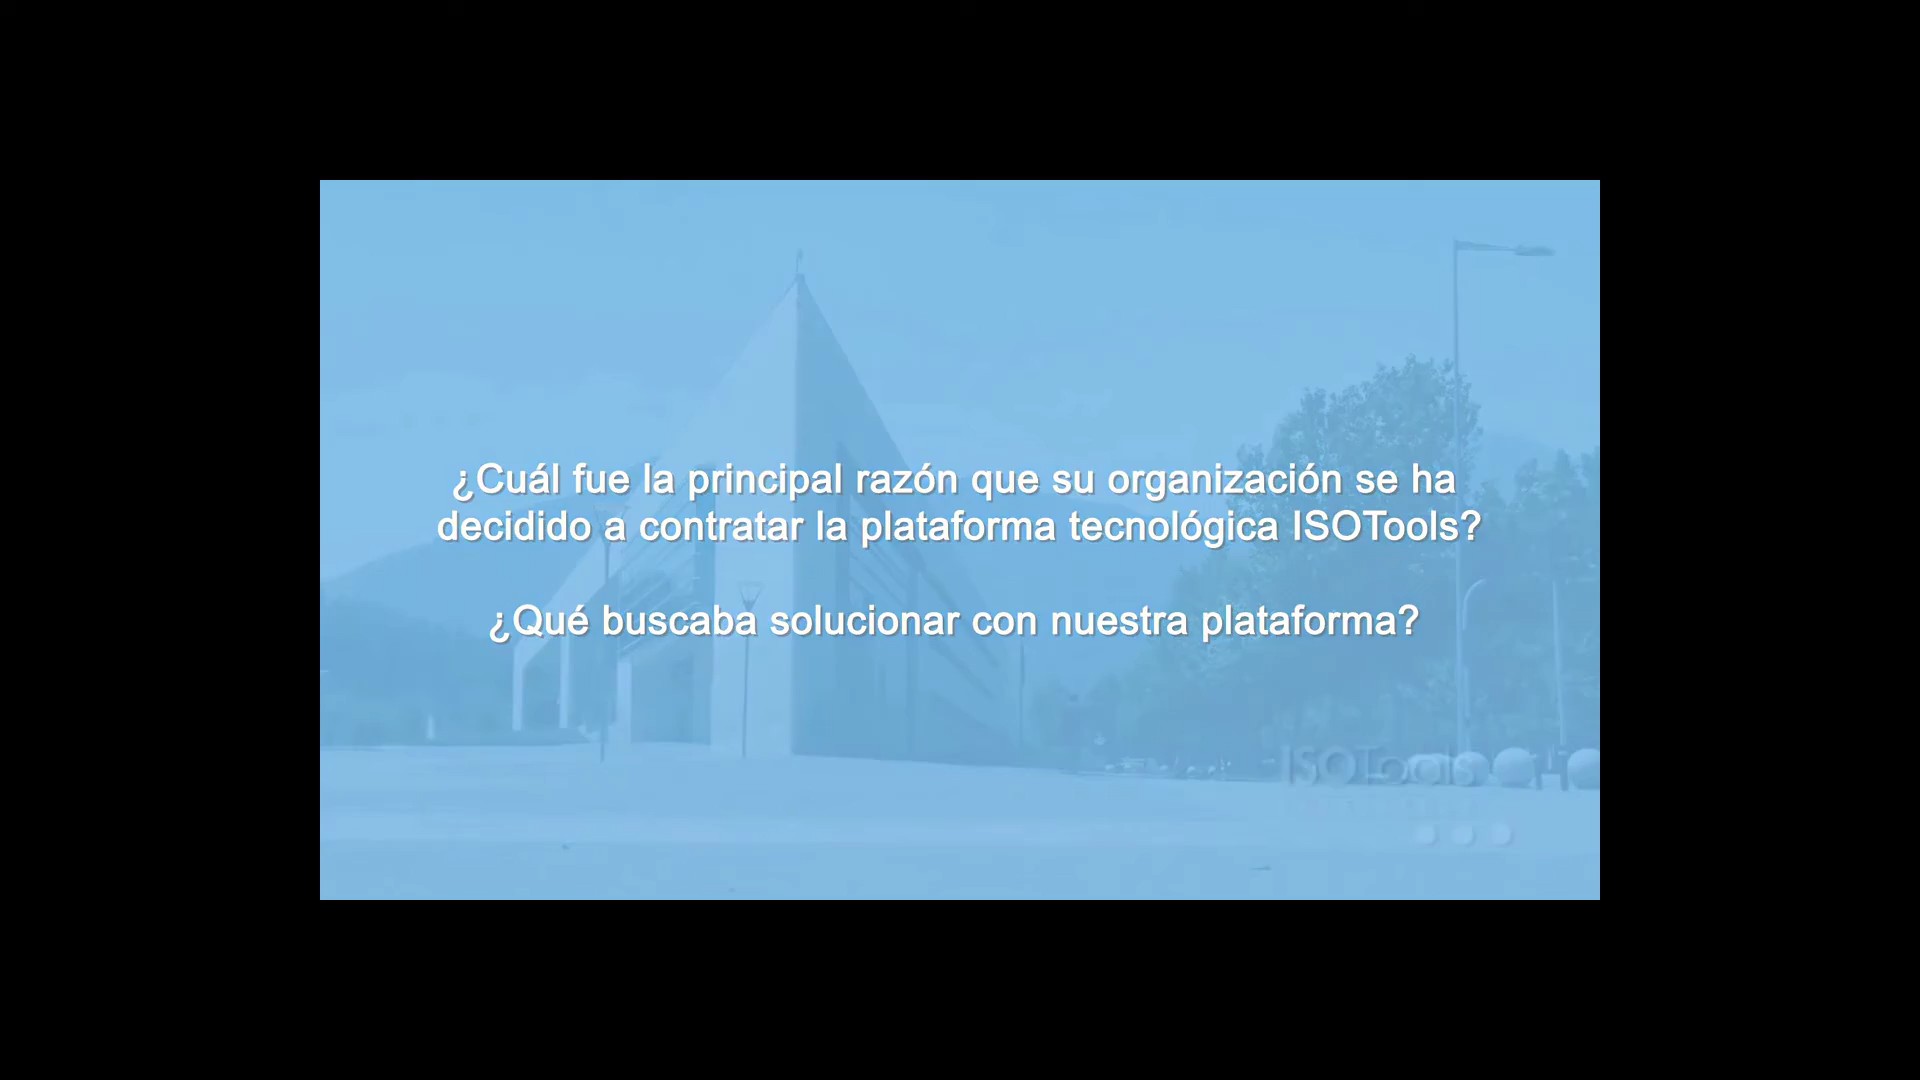 ¿Cuál fue la principal razón que su organización se ha
decidido a contratar la plataforma tecnológica ISOTools?
¿Qué buscaba solucionar con nuestra plataforma?
ISOTools